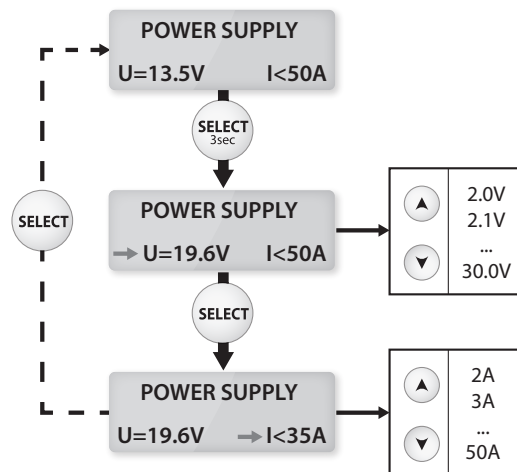 POWER SUPPLY
U=13.5V I<50A
SELECT
3sec
POWER SUPPLY
U=19.6V I<50A
2.0V
2.1V
...
30.0V
SELECT
SELECT
POWER SUPPLY
U=19.6V I<35A
2A
3A
...
50A